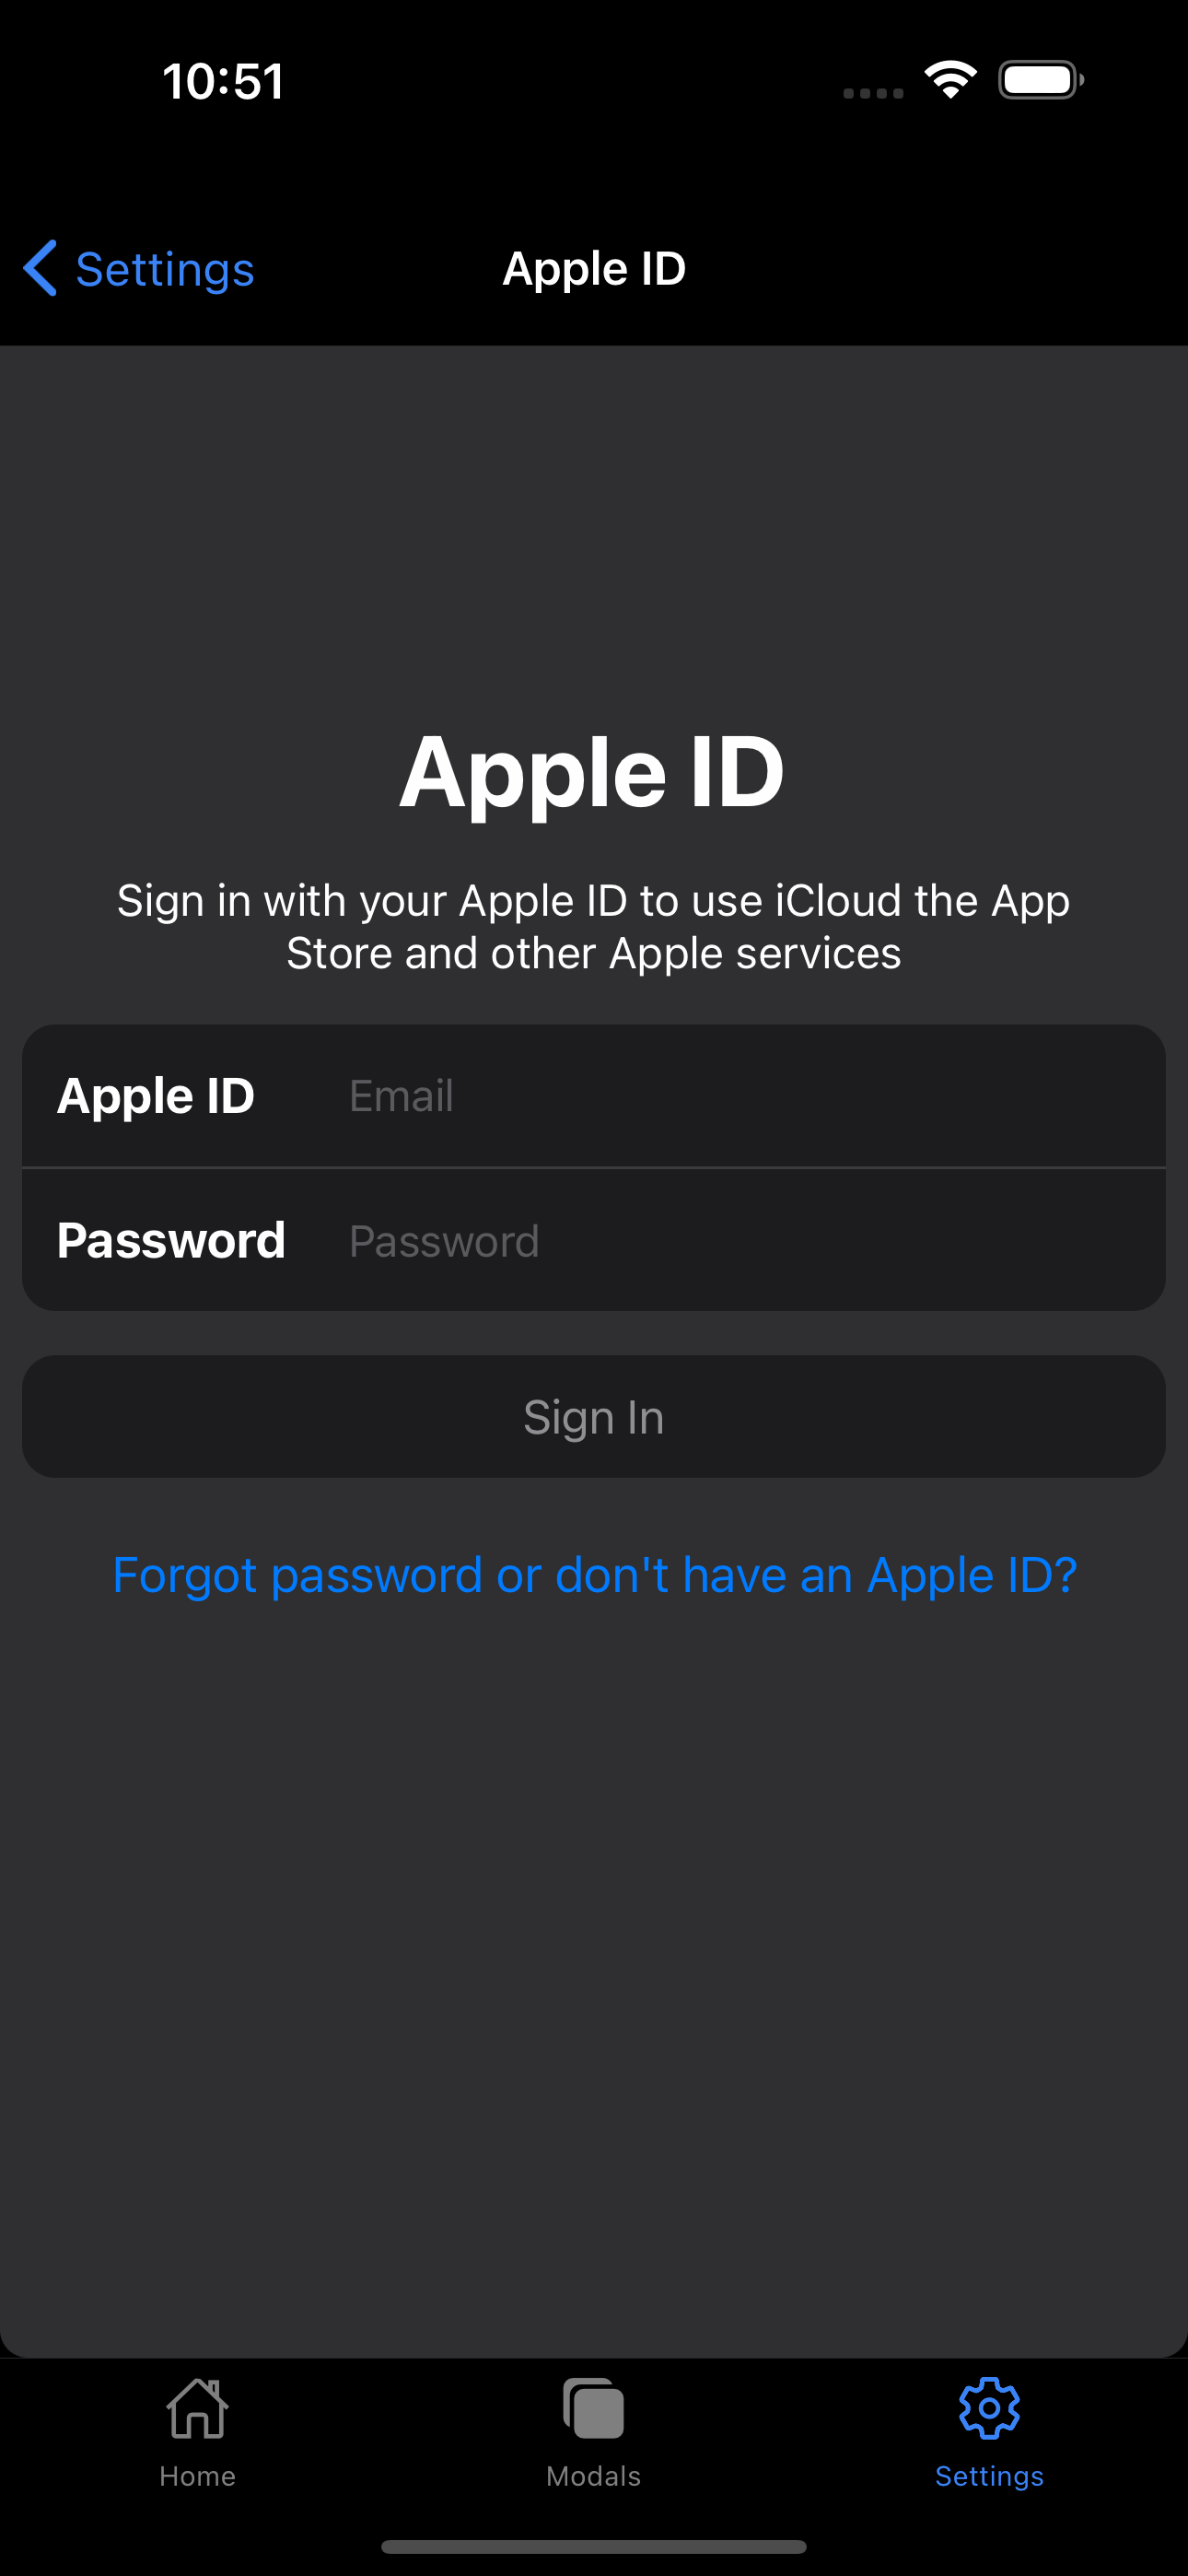 10:51
Settings
Apple ID
Apple ID
Sign in with your Apple ID to use iCloud the App
Store and other Apple services
Apple ID Email
Password Password
Sign In
Forgot password or don't have an Apple ID?
Home Modals Settings